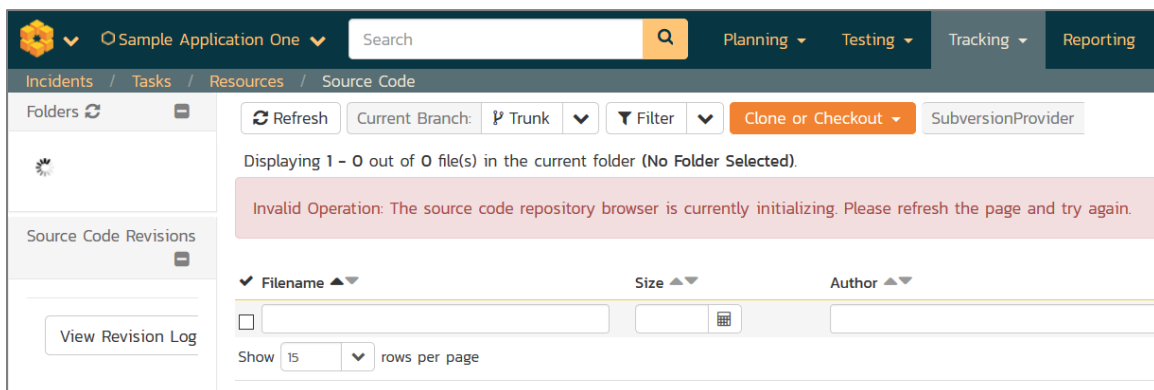 Sample Application One Search Planning Testing Tracking Reporting
Incidents / Tasks / Resources / Source Code
Folders Refresh Current Branch: Trunk Filter Clone or Checkout SubversionProvider
Displaying 1 - 0 out of 0 file(s) in the current folder (No Folder Selected).
Invalid Operation: The source code repository browser is currently initializing. Please refresh the page and try again.
Source Code Revisions
Filename Size Author
View Revision Log
Show 15 rows per page